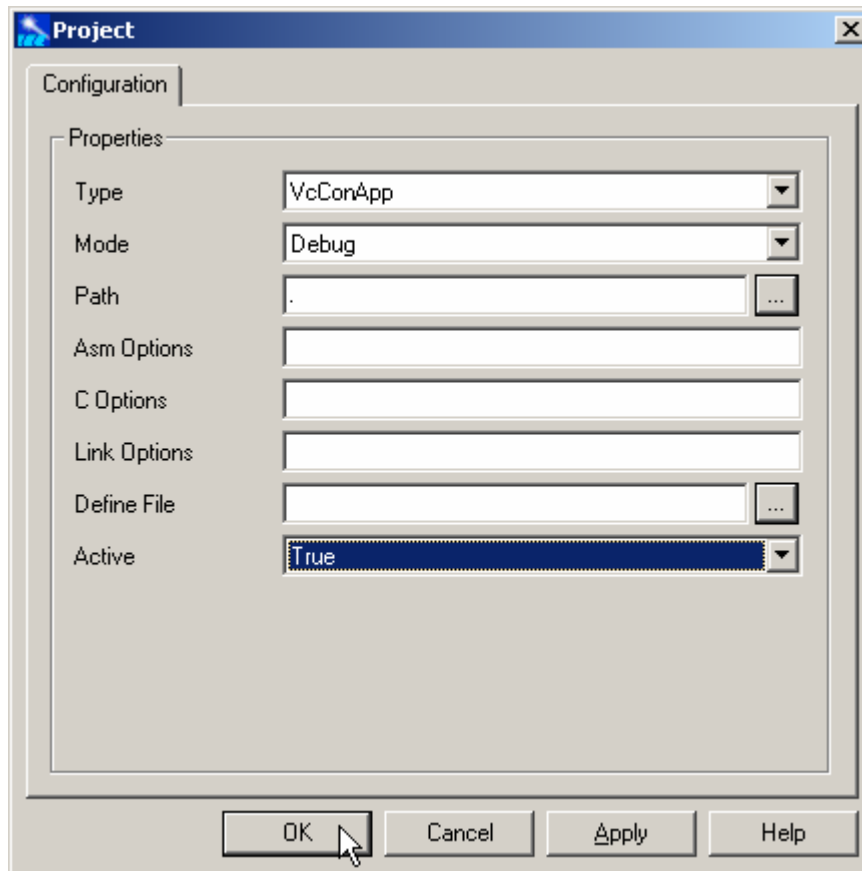 Project
Configuration
Properties
Type VcConApp
Mode Debug
Path . ...
Asm Options
C Options
Link Options
Define File ...
Active True
OK Cancel Apply Help